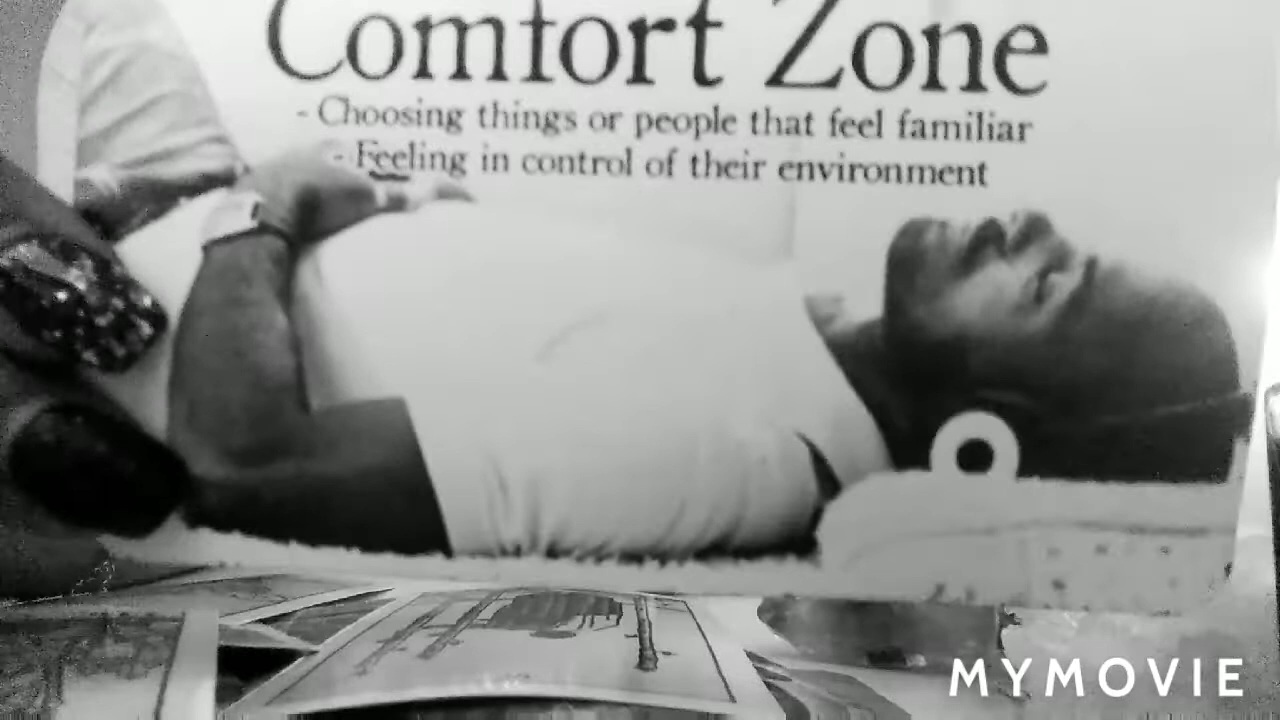 Comfort Zone
- Choosing things or people that feel familiar
- Feeling in control of their environment
MYMOVIE